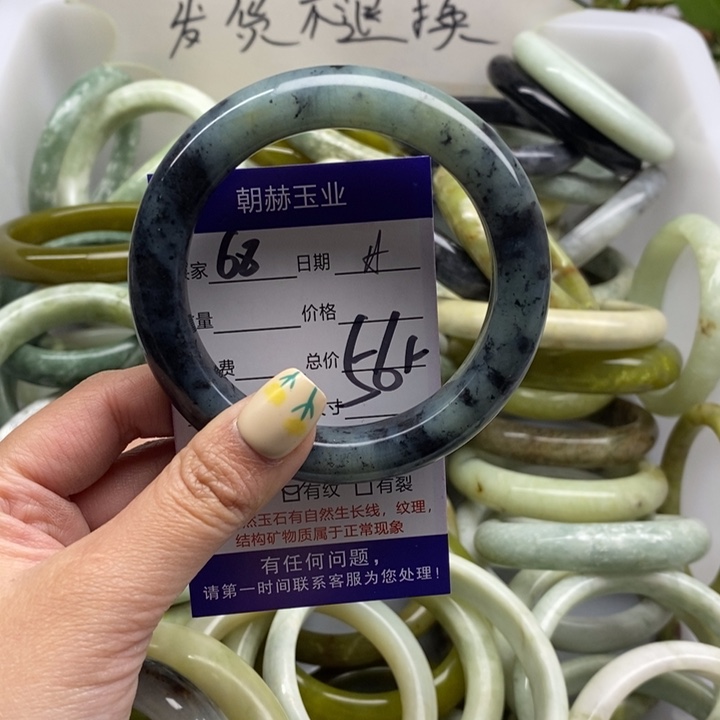 发货不退换
朝赫玉业
家 68 日期
量 价格
费 总价
寸
有纹 有裂
然玉石有自然生长线，纹理，
结构矿物质属于正常现象
有任何问题，
请第一时间联系客服为您处理！